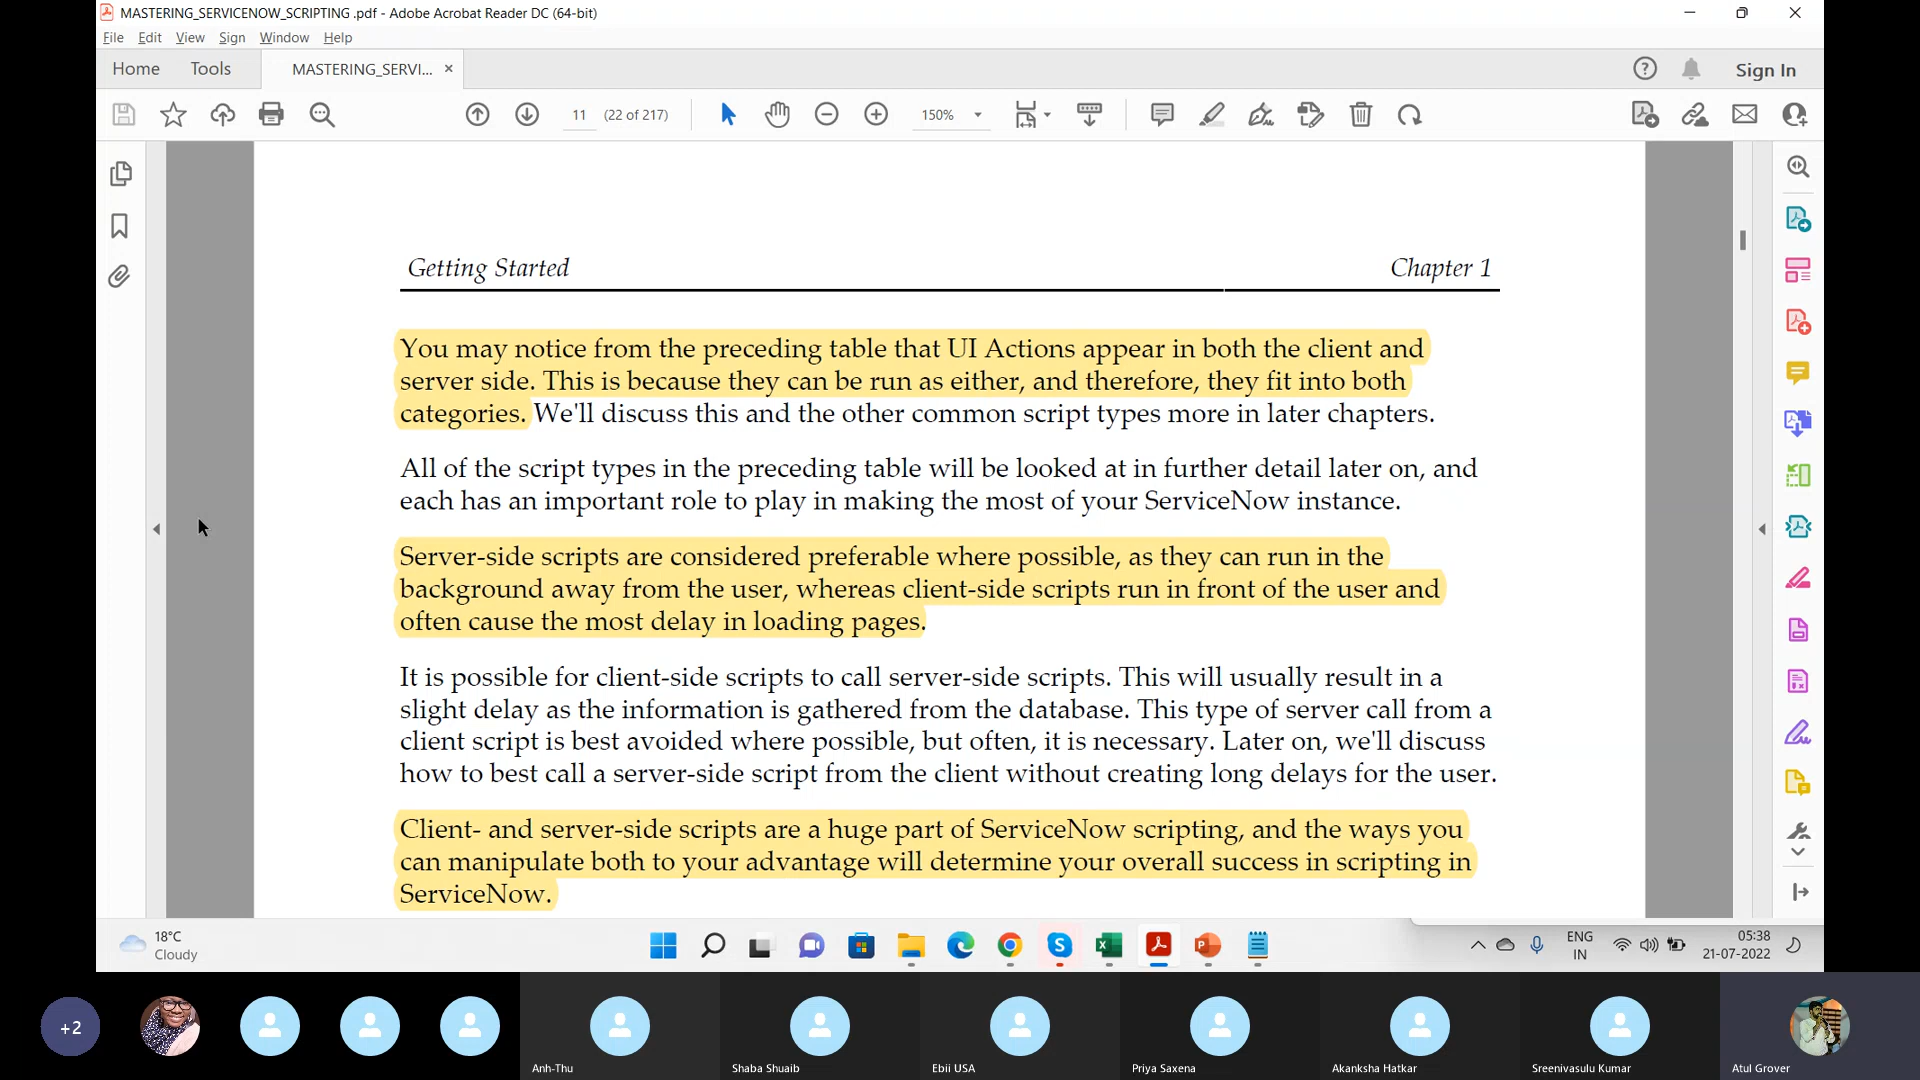 MASTERING_SERVICENOW_SCRIPTING .pdf - Adobe Acrobat Reader DC (64-bit)
File Edit View Sign Window Help
Home Tools MASTERING_SERVI... × Sign In
11 (22 of 217) 150%
Getting Started Chapter 1
You may notice from the preceding table that UI Actions appear in both the client and
server side. This is because they can be run as either, and therefore, they fit into both
categories. We'll discuss this and the other common script types more in later chapters.
All of the script types in the preceding table will be looked at in further detail later on, and
each has an important role to play in making the most of your ServiceNow instance.
Server-side scripts are considered preferable where possible, as they can run in the
background away from the user, whereas client-side scripts run in front of the user and
often cause the most delay in loading pages.
It is possible for client-side scripts to call server-side scripts. This will usually result in a
slight delay as the information is gathered from the database. This type of server call from a
client script is best avoided where possible, but often, it is necessary. Later on, we'll discuss
how to best call a server-side script from the client without creating long delays for the user.
Client- and server-side scripts are a huge part of ServiceNow scripting, and the ways you
can manipulate both to your advantage will determine your overall success in scripting in
ServiceNow.
18°C
Cloudy
ENG
IN
05:38
21-07-2022
+2
Anh-Thu
Shaba Shuaib
Ebii USA
Priya Saxena
Akanksha Hatkar
Sreenivasulu Kumar
Atul Grover